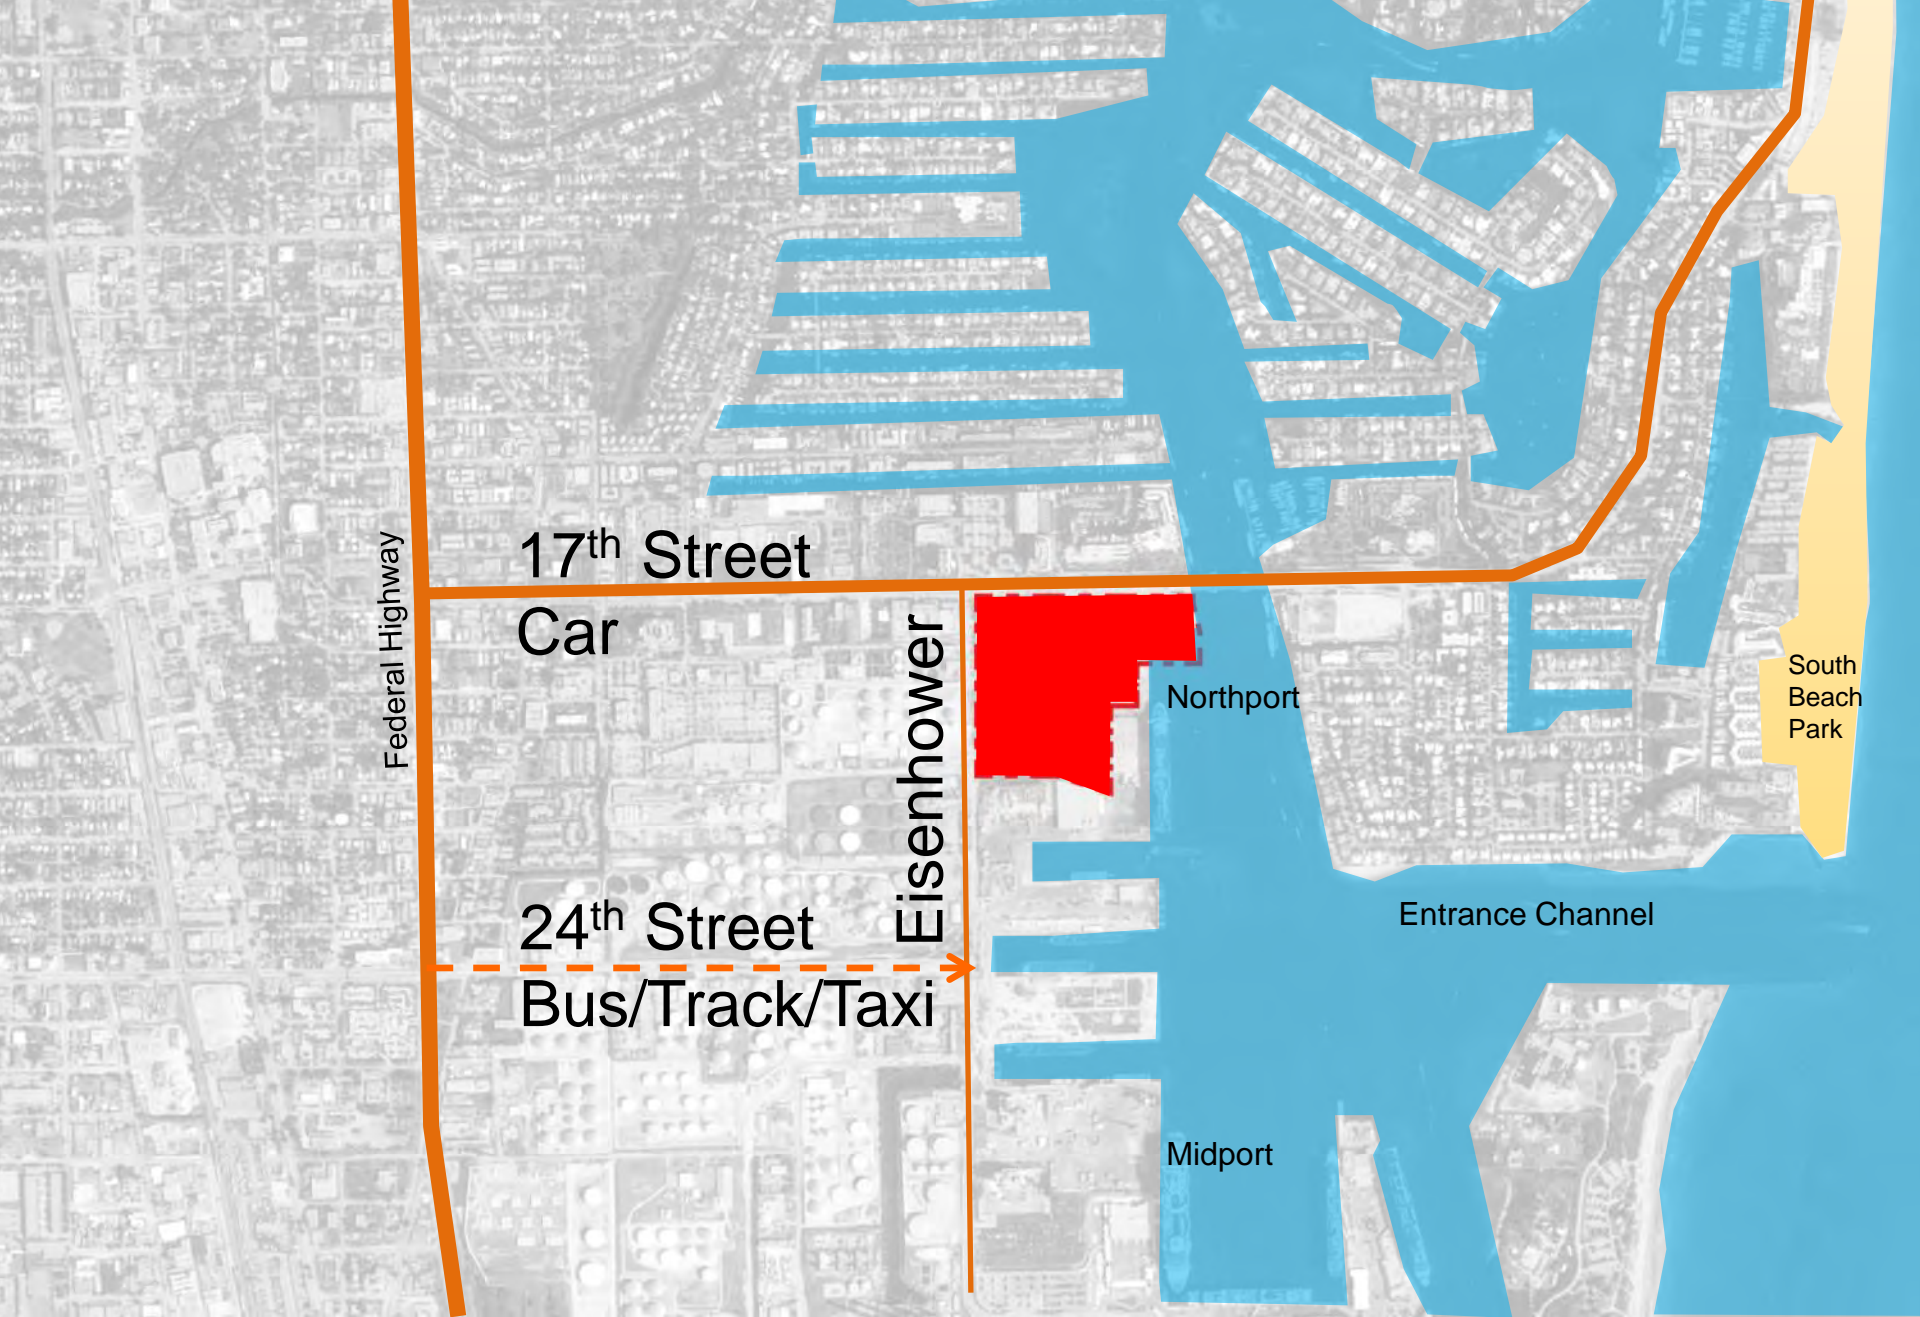 17th Street
Car
Federal Highway
Eisenhower
Northport
South
Beach
Park
24th Street
Bus/Track/Taxi
Entrance Channel
Midport